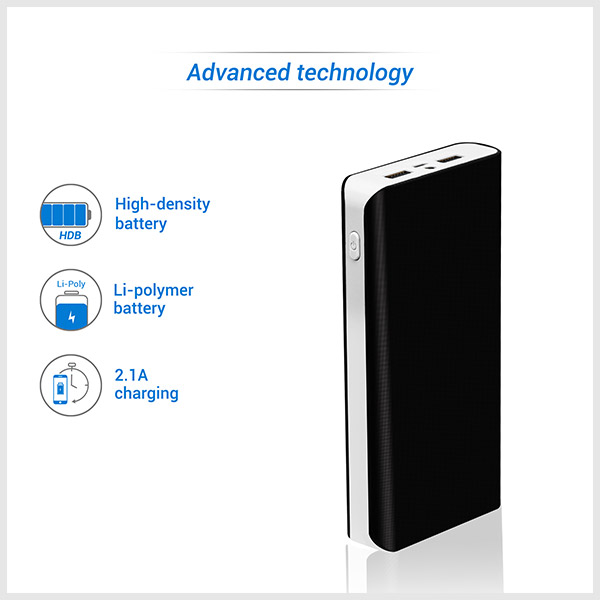 Advanced technology
High-density
battery
HDB
Li-Poly
Li-polymer
battery
2.1A
charging